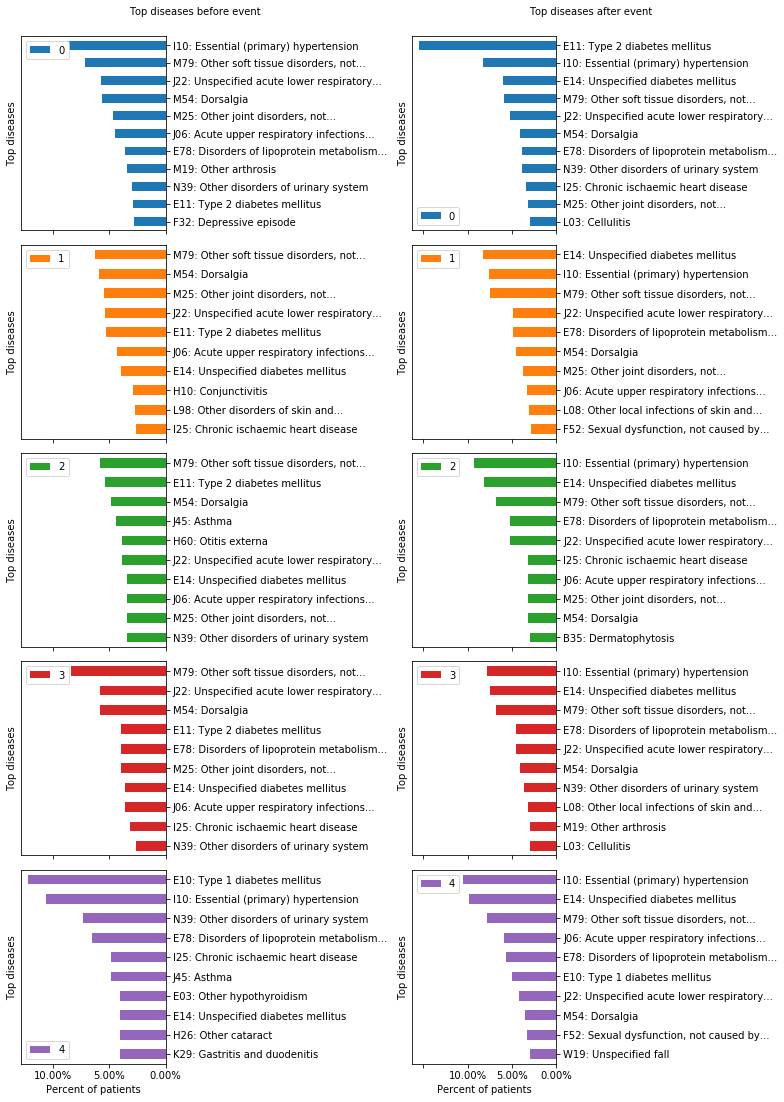 Top diseases before event
Top diseases after event
Top diseases
0
I10: Essential (primary) hypertension
M79: Other soft tissue disorders, not...
J22: Unspecified acute lower respiratory...
M54: Dorsalgia
M25: Other joint disorders, not...
J06: Acute upper respiratory infections...
E78: Disorders of lipoprotein metabolism...
M19: Other arthrosis
N39: Other disorders of urinary system
E11: Type 2 diabetes mellitus
F32: Depressive episode
Top diseases
0
E11: Type 2 diabetes mellitus
I10: Essential (primary) hypertension
E14: Unspecified diabetes mellitus
M79: Other soft tissue disorders, not...
J22: Unspecified acute lower respiratory...
M54: Dorsalgia
E78: Disorders of lipoprotein metabolism...
N39: Other disorders of urinary system
I25: Chronic ischaemic heart disease
M25: Other joint disorders, not...
L03: Cellulitis
Top diseases
1
M79: Other soft tissue disorders, not...
M54: Dorsalgia
M25: Other joint disorders, not...
J22: Unspecified acute lower respiratory...
E11: Type 2 diabetes mellitus
J06: Acute upper respiratory infections...
E14: Unspecified diabetes mellitus
H10: Conjunctivitis
L98: Other disorders of skin and...
I25: Chronic ischaemic heart disease
Top diseases
1
E14: Unspecified diabetes mellitus
I10: Essential (primary) hypertension
M79: Other soft tissue disorders, not...
J22: Unspecified acute lower respiratory...
E78: Disorders of lipoprotein metabolism...
M54: Dorsalgia
M25: Other joint disorders, not...
J06: Acute upper respiratory infections...
L08: Other local infections of skin and...
F52: Sexual dysfunction, not caused by...
Top diseases
2
M79: Other soft tissue disorders, not...
E11: Type 2 diabetes mellitus
M54: Dorsalgia
J45: Asthma
H60: Otitis externa
J22: Unspecified acute lower respiratory...
E14: Unspecified diabetes mellitus
J06: Acute upper respiratory infections...
M25: Other joint disorders, not...
N39: Other disorders of urinary system
Top diseases
2
I10: Essential (primary) hypertension
E14: Unspecified diabetes mellitus
M79: Other soft tissue disorders, not...
E78: Disorders of lipoprotein metabolism...
J22: Unspecified acute lower respiratory...
I25: Chronic ischaemic heart disease
J06: Acute upper respiratory infections...
M25: Other joint disorders, not...
M54: Dorsalgia
B35: Dermatophytosis
Top diseases
3
M79: Other soft tissue disorders, not...
J22: Unspecified acute lower respiratory...
M54: Dorsalgia
E11: Type 2 diabetes mellitus
E78: Disorders of lipoprotein metabolism...
M25: Other joint disorders, not...
E14: Unspecified diabetes mellitus
J06: Acute upper respiratory infections...
I25: Chronic ischaemic heart disease
N39: Other disorders of urinary system
Top diseases
3
I10: Essential (primary) hypertension
E14: Unspecified diabetes mellitus
M79: Other soft tissue disorders, not...
E78: Disorders of lipoprotein metabolism...
J22: Unspecified acute lower respiratory...
M54: Dorsalgia
N39: Other disorders of urinary system
L08: Other local infections of skin and...
M19: Other arthrosis
L03: Cellulitis
Top diseases
4
E10: Type 1 diabetes mellitus
I10: Essential (primary) hypertension
N39: Other disorders of urinary system
E78: Disorders of lipoprotein metabolism...
I25: Chronic ischaemic heart disease
J45: Asthma
E03: Other hypothyroidism
E14: Unspecified diabetes mellitus
H26: Other cataract
K29: Gastritis and duodenitis
10.00% 5.00% 0.00%
Percent of patients
Top diseases
4
I10: Essential (primary) hypertension
E14: Unspecified diabetes mellitus
M79: Other soft tissue disorders, not...
J06: Acute upper respiratory infections...
E78: Disorders of lipoprotein metabolism...
E10: Type 1 diabetes mellitus
J22: Unspecified acute lower respiratory...
M54: Dorsalgia
F52: Sexual dysfunction, not caused by...
W19: Unspecified fall
10.00% 5.00% 0.00%
Percent of patients